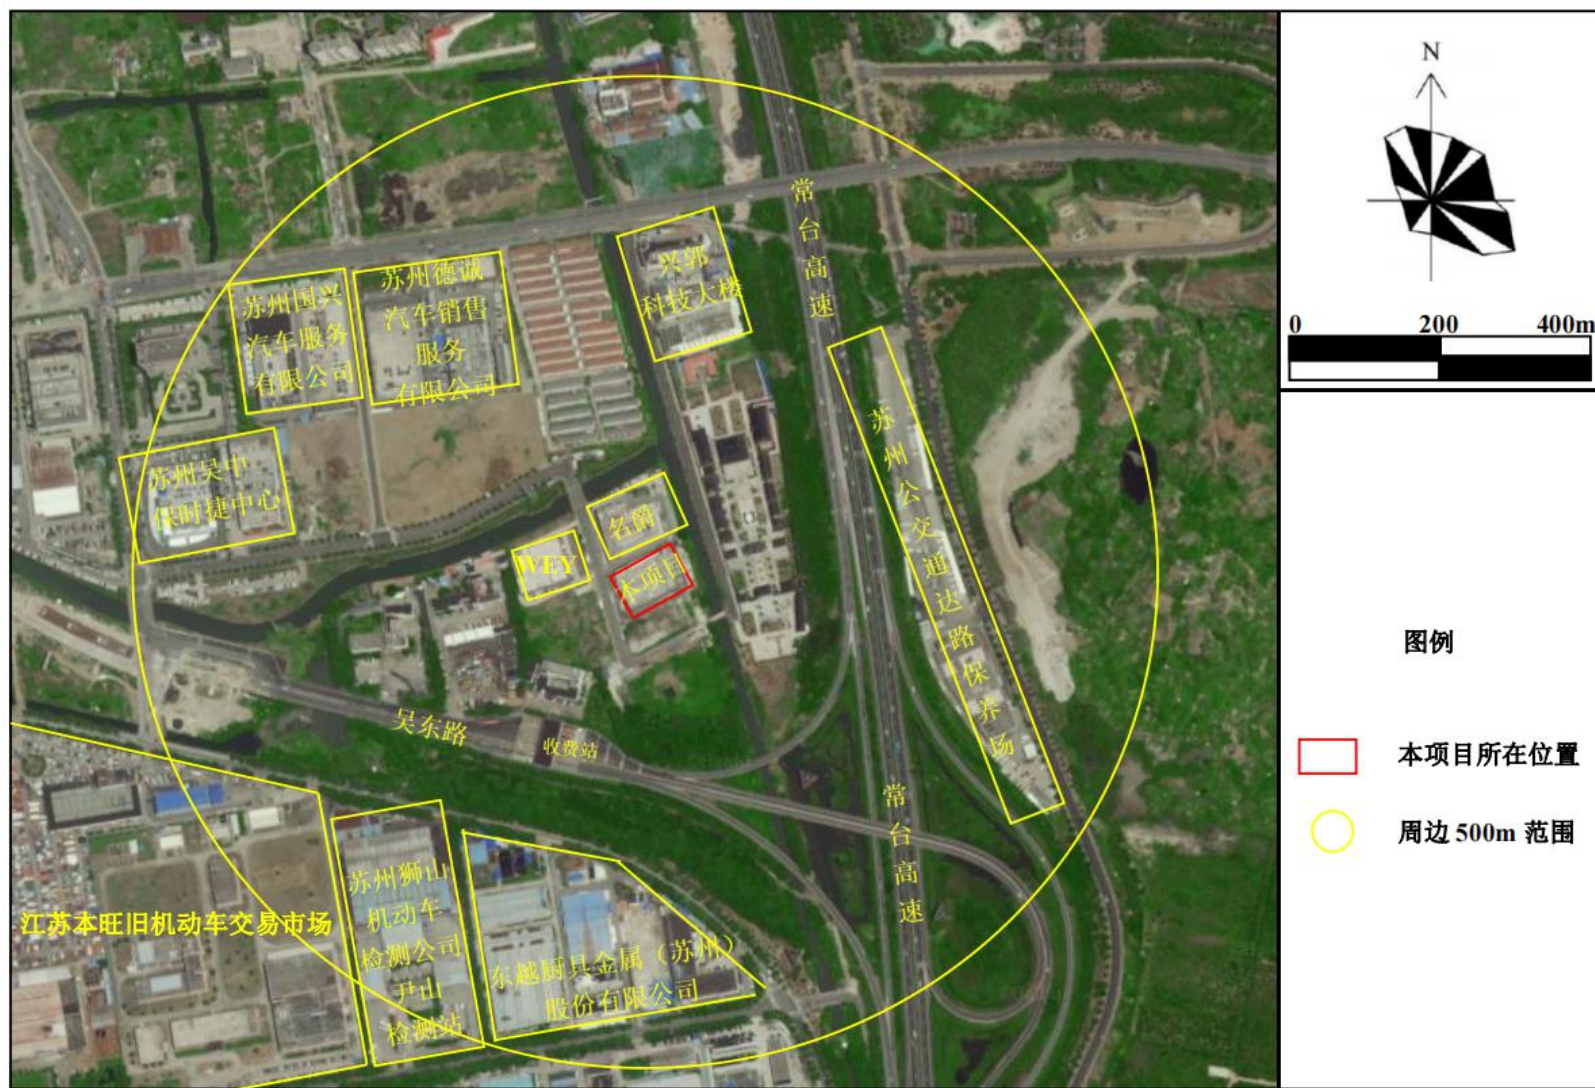 N
0 200 400m
常台高速
兴郭
科技大楼
苏州德诚
汽车销售
服务
有限公司
苏州国兴
汽车服务
有限公司
苏州吴中
保时捷中心
名爵
WEY
本项目
苏州公交通达路保养场
吴东路
收费站
常台高速
苏州狮山
机动车
检测公司
尹山
检测站
江苏本旺旧机动车交易市场
东越厨具金属（苏州）
股份有限公司
图例
本项目所在位置
周边 500m 范围